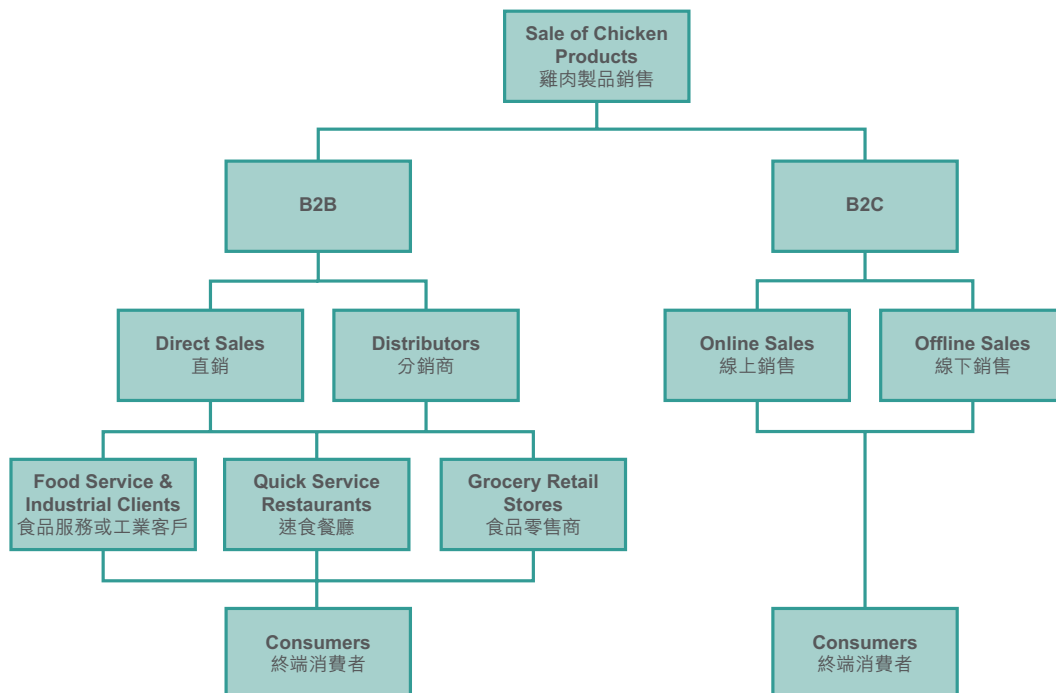 Sale of Chicken
Products
雞肉製品銷售
B2B
B2C
Direct Sales
直銷
Distributors
分銷商
Online Sales
線上銷售
Offline Sales
線下銷售
Food Service &
Industrial Clients
食品服務或工業客戶
Quick Service
Restaurants
速食餐廳
Grocery Retail
Stores
食品零售商
Consumers
終端消費者
Consumers
終端消費者